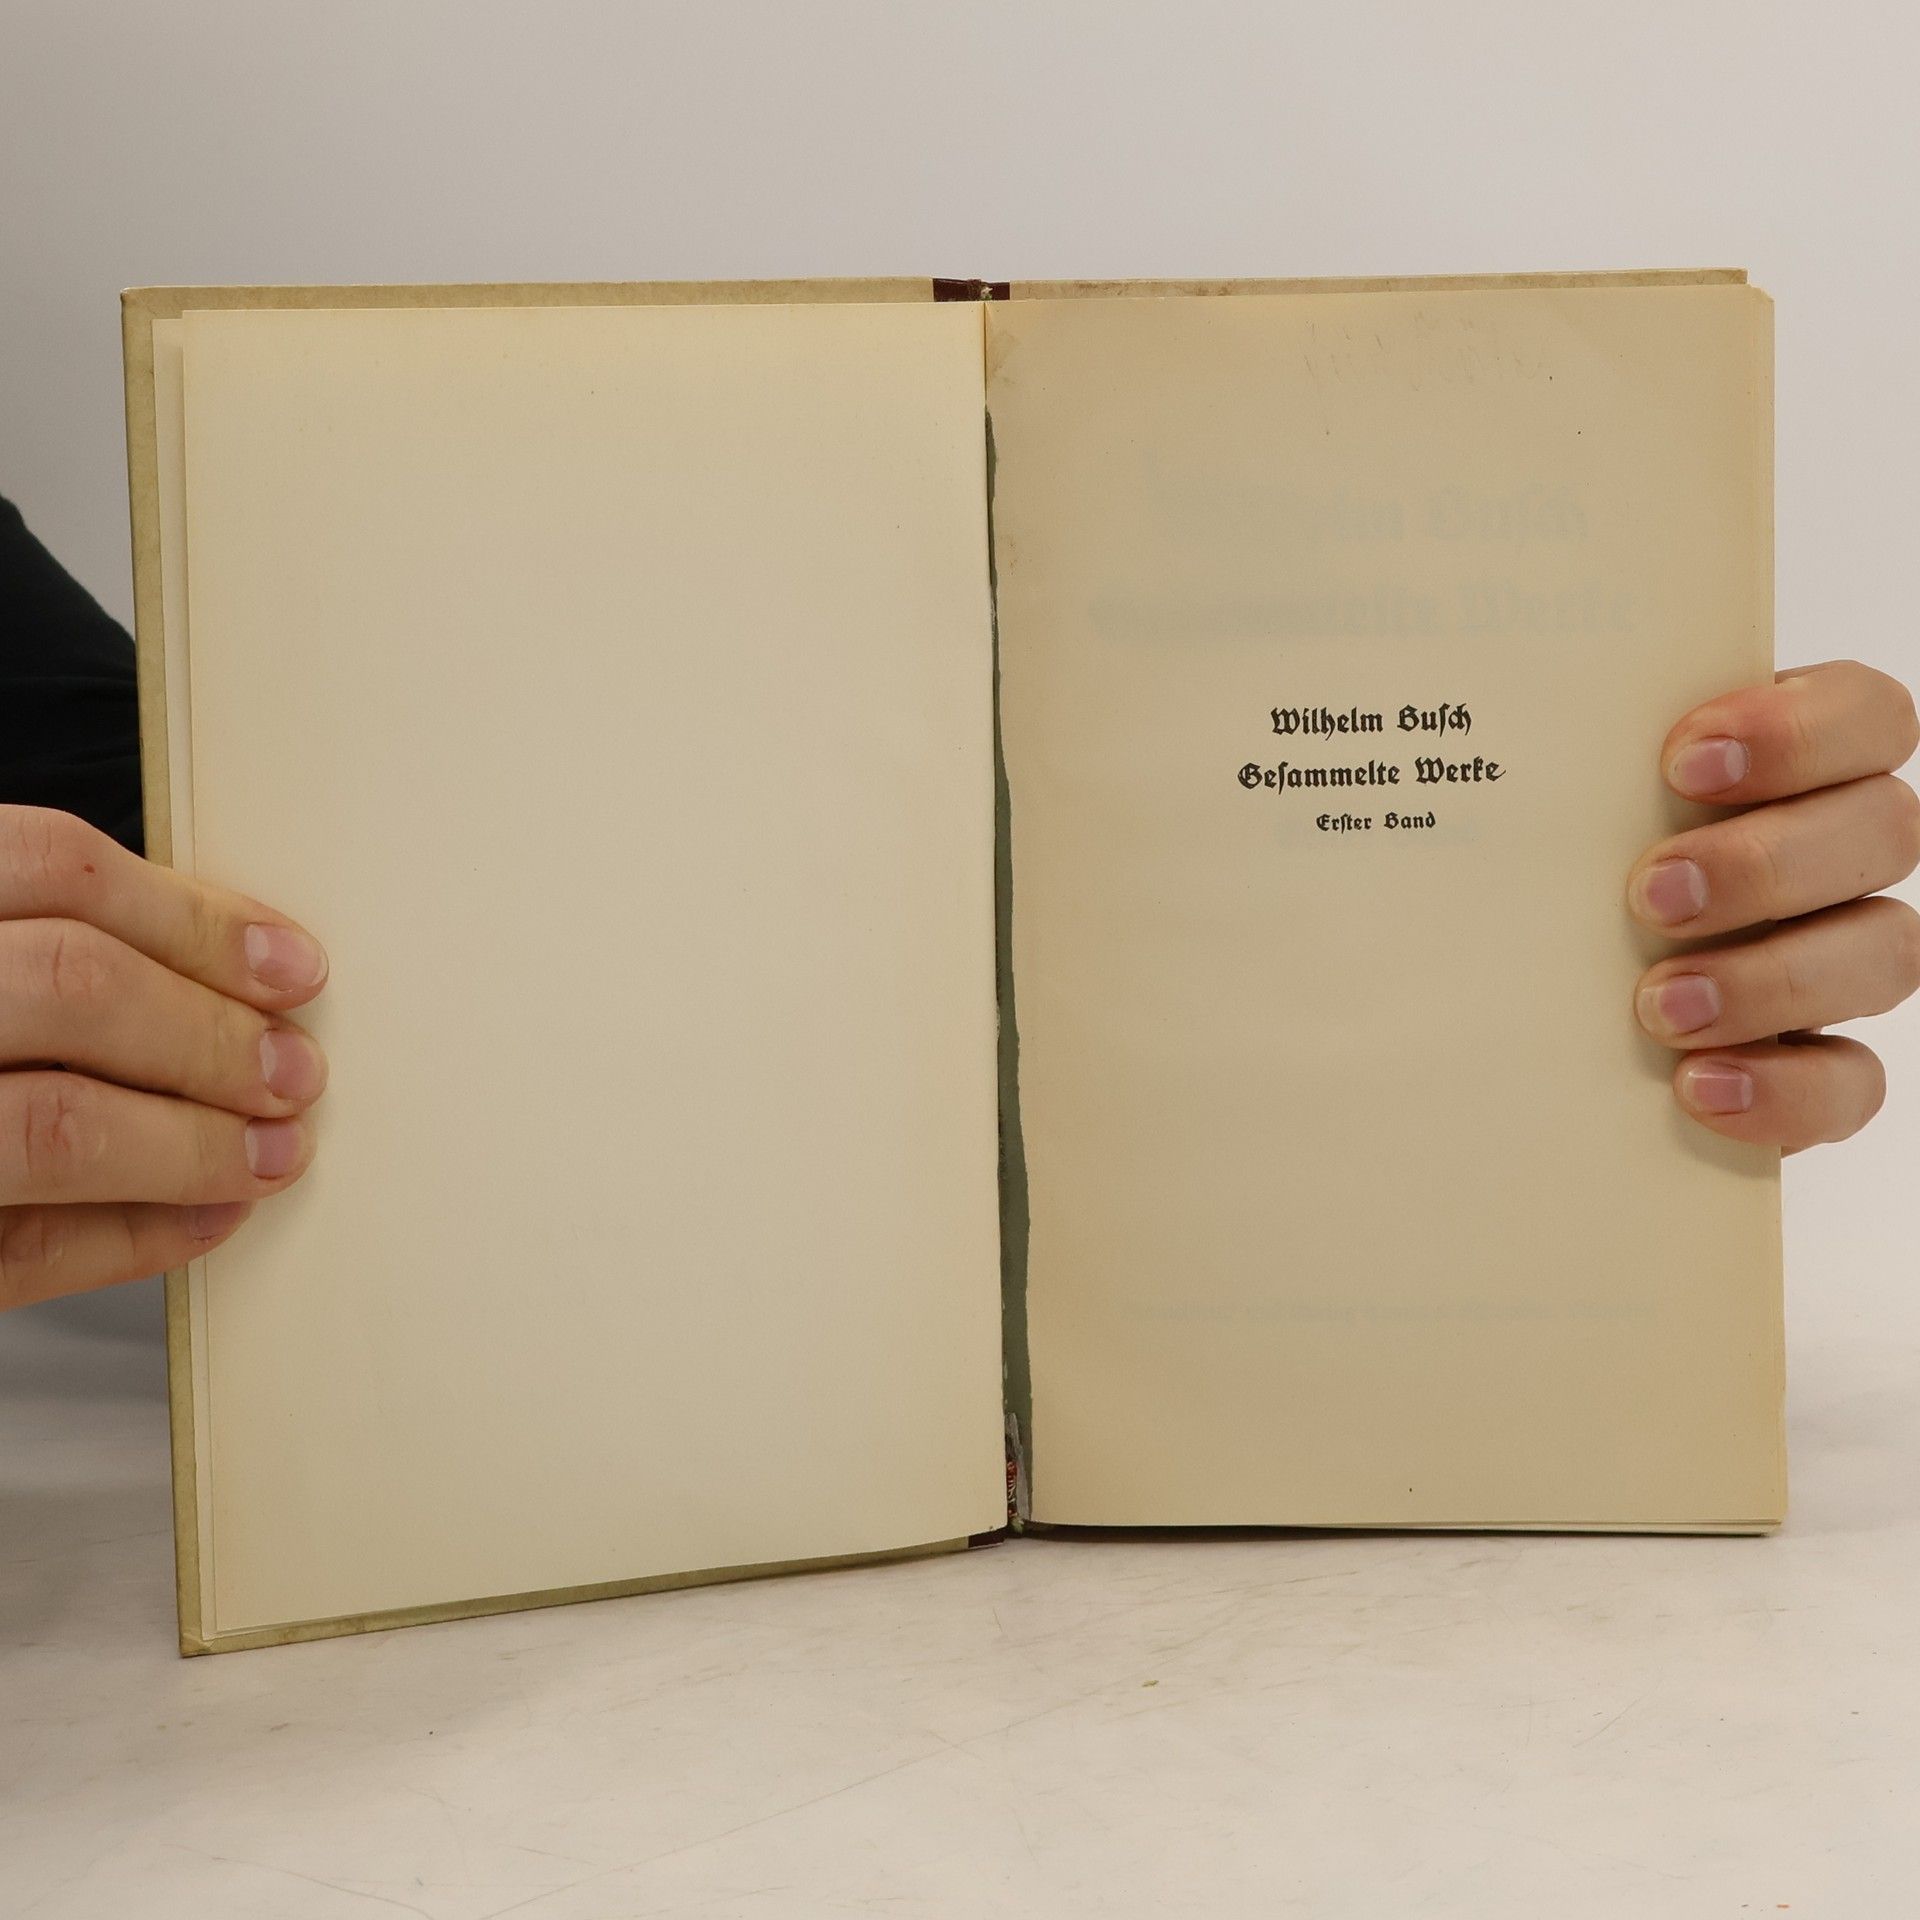 Wilhelm Buſch
Geſammelte Werke
Erſter Band